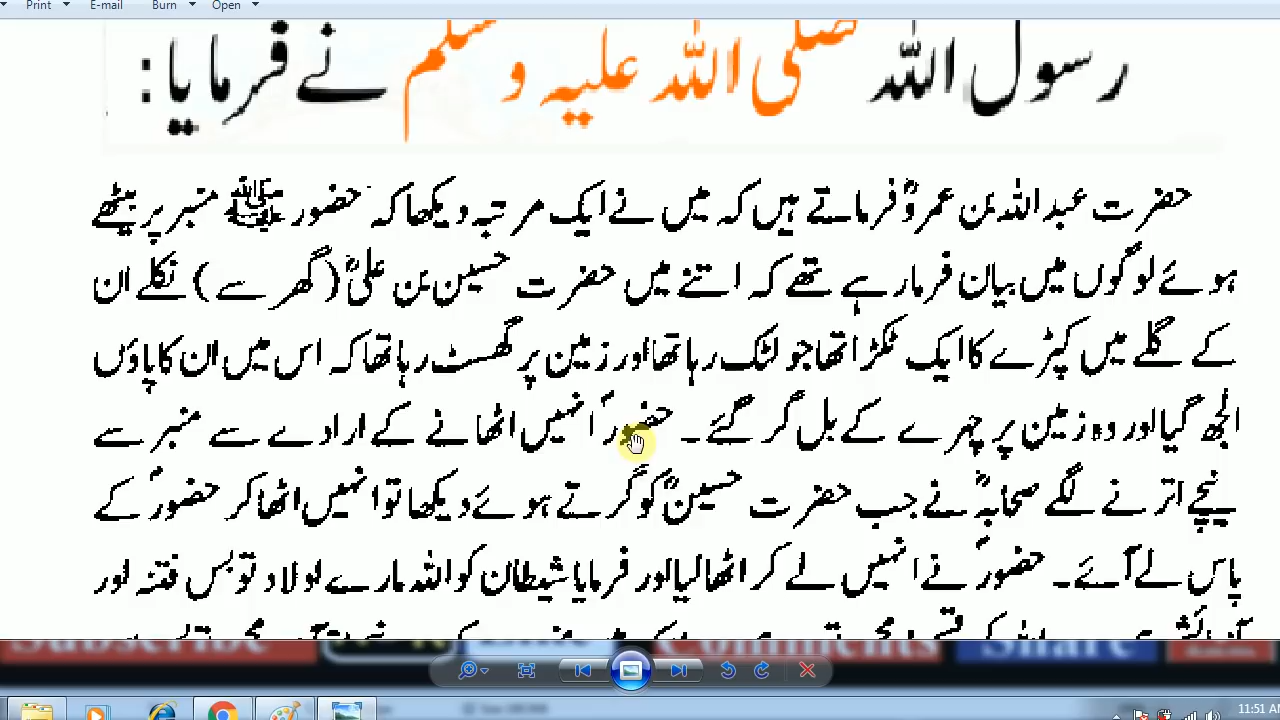 Print E-mail Burn Open
رسول اللہ صلی اللہ علیہ وسلم نے فرمایا:
حضرت عبداللہ بن عمروؓ فرماتے ہیں کہ میں نے ایک مرتبہ دیکھا کہ حضور ﷺ منبر پر بیٹھے
ہوئے لوگوں میں بیان فرما رہے تھے کہ اتنے میں حضرت حسین بن علیؓ (گھر سے) نکلے ان
کے گلے میں کپڑے کا ایک ٹکڑا تھا جو لٹک رہا تھا اور زمین پر گھسٹ رہا تھا کہ اس میں ان کا پاؤں
الجھ گیا اور وہ زمین پر چہرے کے بل گر گئے۔ حضورؐ انہیں اٹھانے کے ارادے سے منبر سے
نیچے اترنے لگے صحابہؓ نے جب حضرت حسینؓ کو گرتے ہوئے دیکھا تو انہیں اٹھا کر حضورؐ کے
پاس لے آئے۔ حضورؐ نے انہیں لے کر اٹھا لیا اور فرمایا شیطان کو اللہ مارے اولاد تو بس فتنہ اور
Subscribe Comments Share
11:51 AM